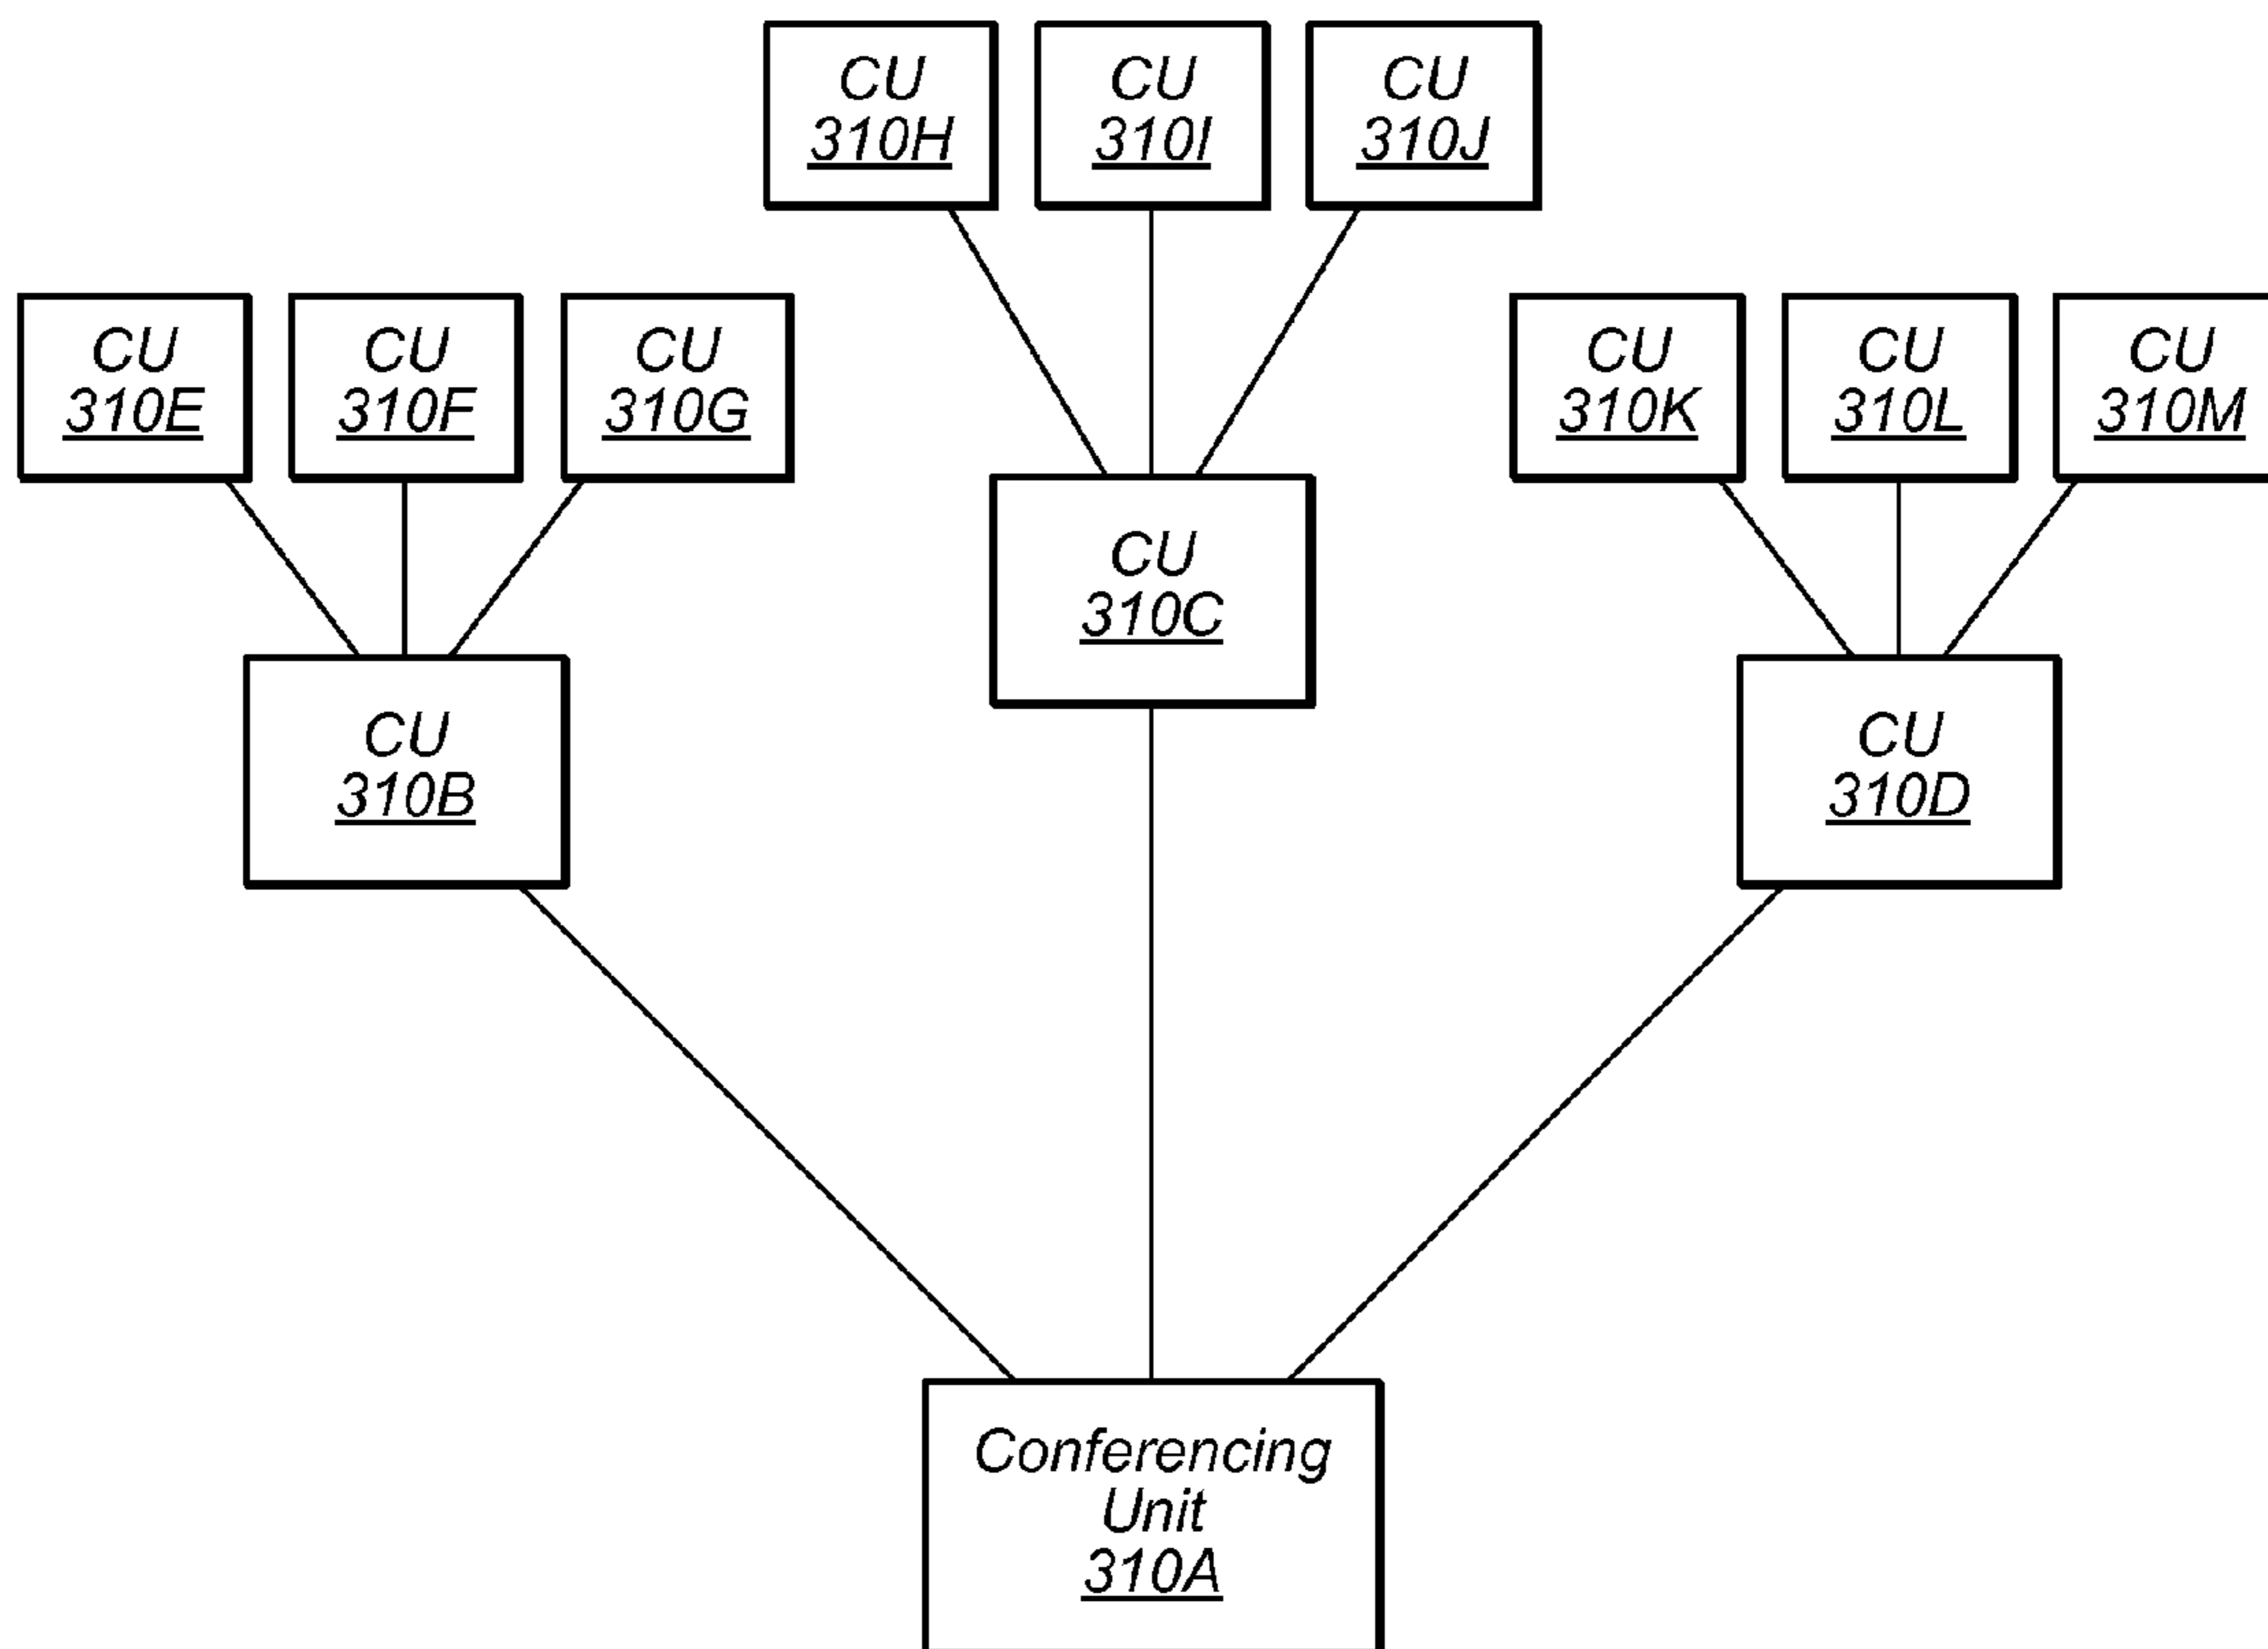 CU
310H
CU
310I
CU
310J
CU
310E
CU
310F
CU
310G
CU
310K
CU
310L
CU
310M
CU
310C
CU
310B
CU
310D
Conferencing
Unit
310A